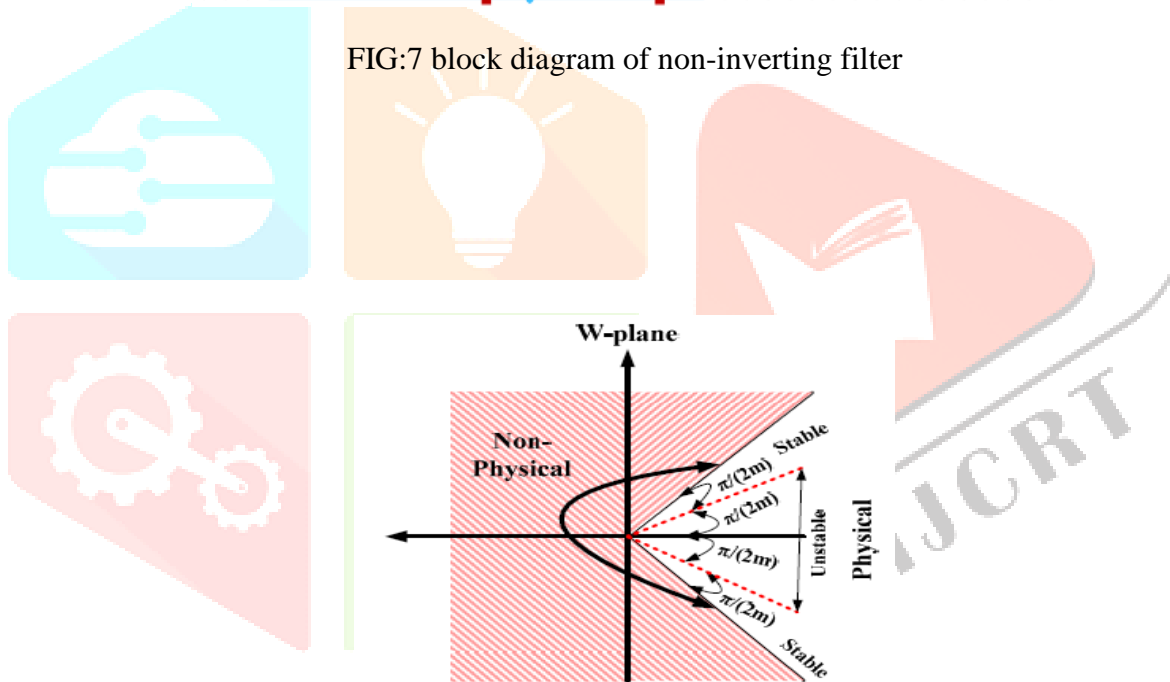 FIG:7 block diagram of non-inverting filter
W-plane
Non-
Physical
Stable
π/(2m)
π/(2m)
π/(2m)
π/(2m)
Unstable
Physical
Stable
IJCRT